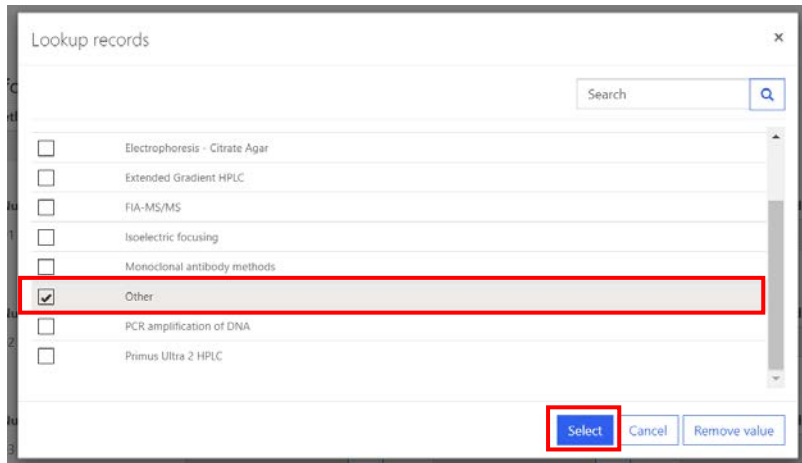 Lookup records
×
Search
Electrophoresis - Citrate Agar
Extended Gradient HPLC
FIA-MS/MS
Isoelectric focusing
Monoclonal antibody methods
Other
PCR amplification of DNA
Primus Ultra 2 HPLC
Select Cancel Remove value